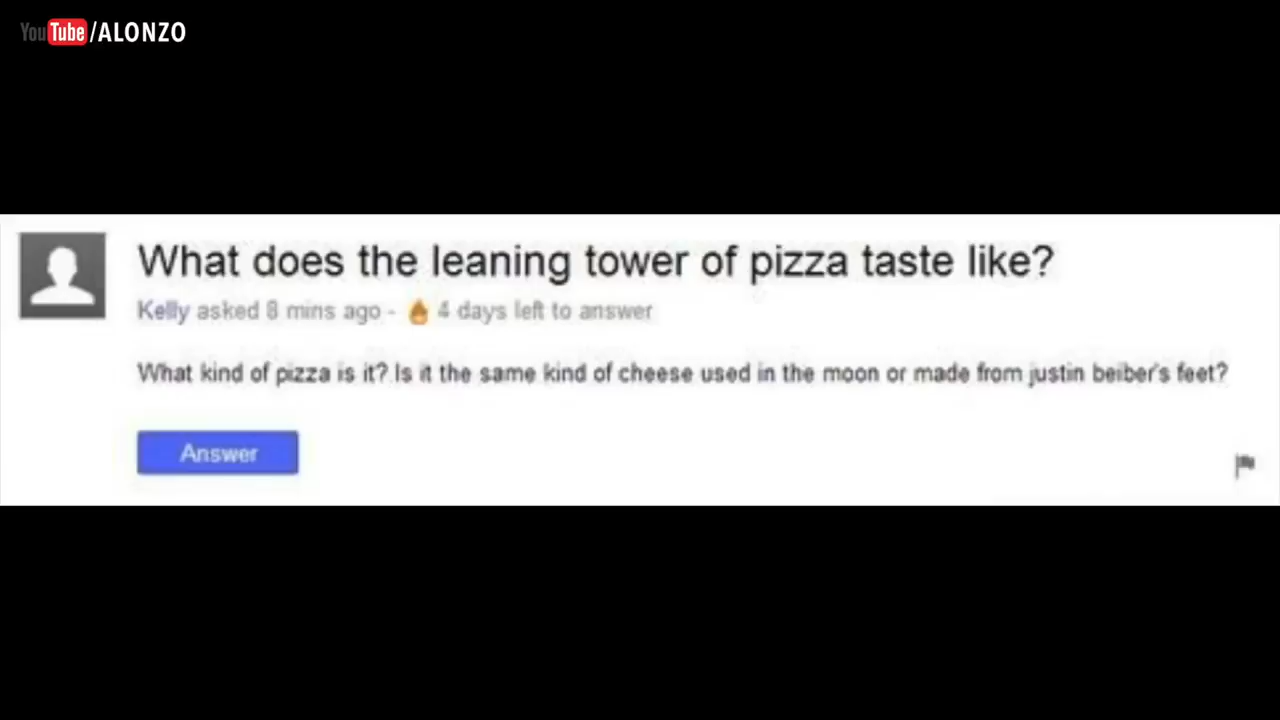 YouTube/ALONZO
What does the leaning tower of pizza taste like?
Kelly asked 8 mins ago - 4 days left to answer
What kind of pizza is it? Is it the same kind of cheese used in the moon or made from justin beiber's feet?
Answer